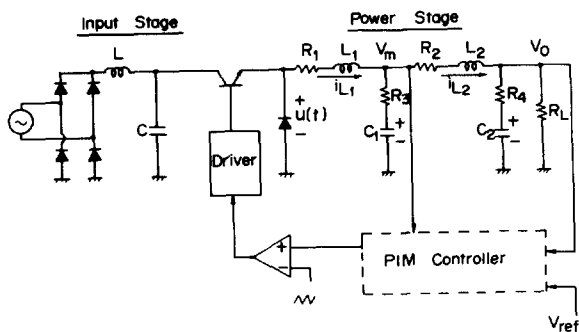 Input Stage
Power Stage
L
R1
L1
Vm
R2
L2
Vo
iL1
iL2
C
+
u(t)
-
R3
C1
+
-
R4
C2
+
-
RL
Driver
+
-
PIM Controller
Vref